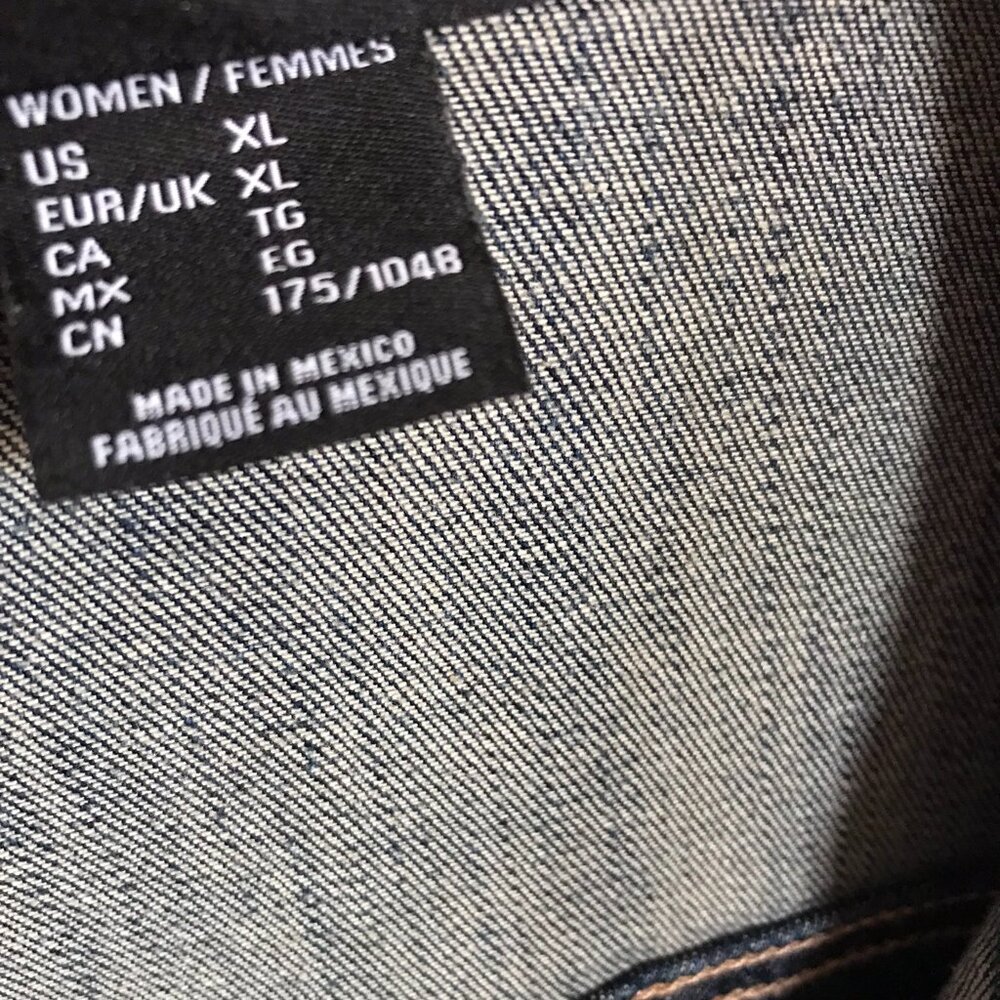 WOMEN / FEMMES
US XL
EUR/UK XL
CA TG
MX EG
CN 175/104B
MADE IN MEXICO
FABRIQUÉ AU MEXIQUE